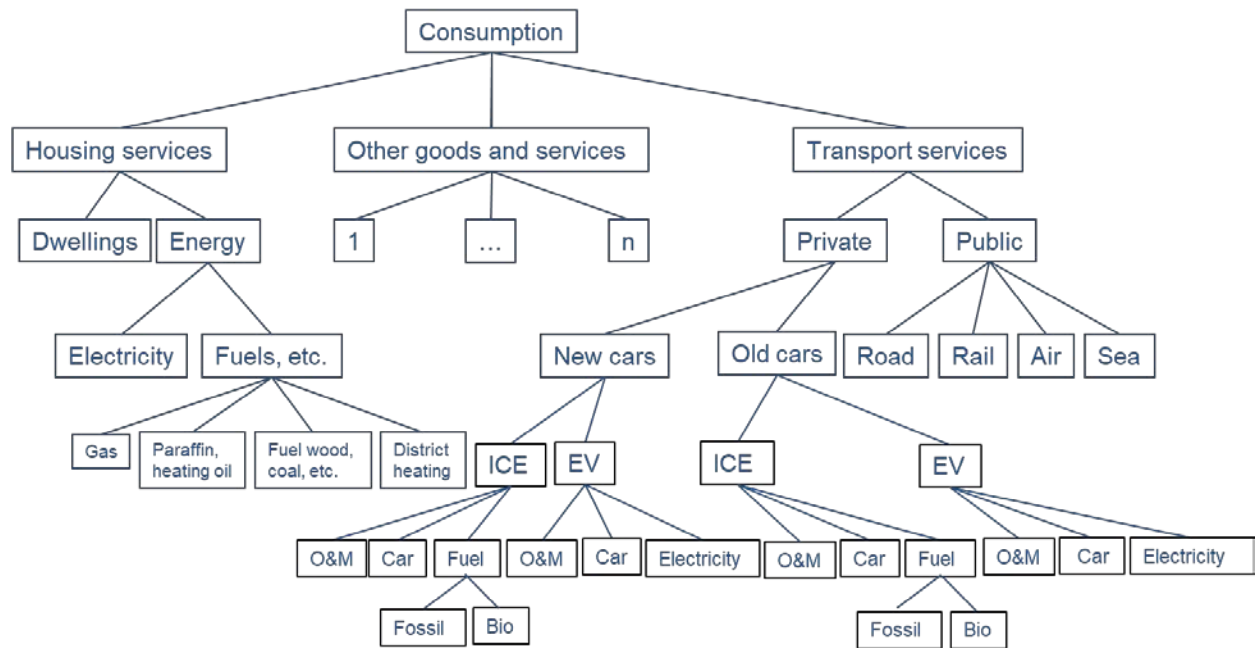 Consumption
Housing services
Other goods and services
Transport services
Dwellings
Energy
1
...
n
Private
Public
Electricity
Fuels, etc.
New cars
Old cars
Road
Rail
Air
Sea
Gas
Paraffin,
heating oil
Fuel wood,
coal, etc.
District
heating
ICE
EV
ICE
EV
O&M
Car
Fuel
O&M
Car
Electricity
O&M
Car
Fuel
O&M
Car
Electricity
Fossil
Bio
Fossil
Bio